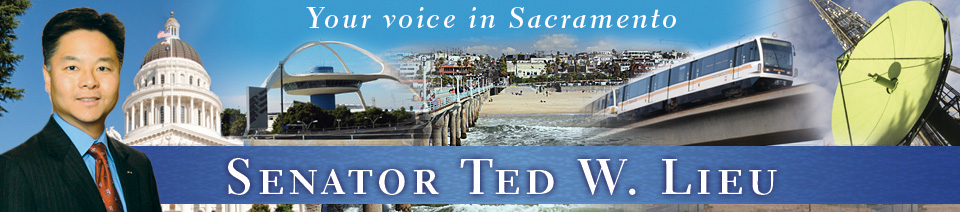 Your voice in Sacramento
Senator Ted W. Lieu